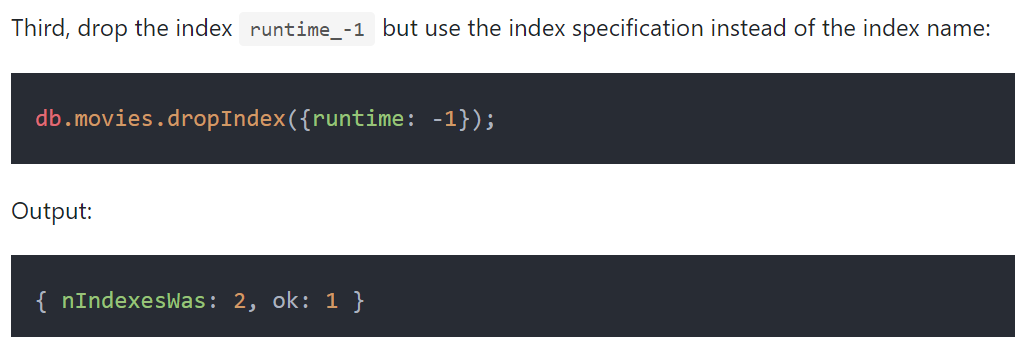 Third, drop the index runtime_-1 but use the index specification instead of the index name:
db.movies.dropIndex({runtime: -1});
Output:
{ nIndexesWas: 2, ok: 1 }